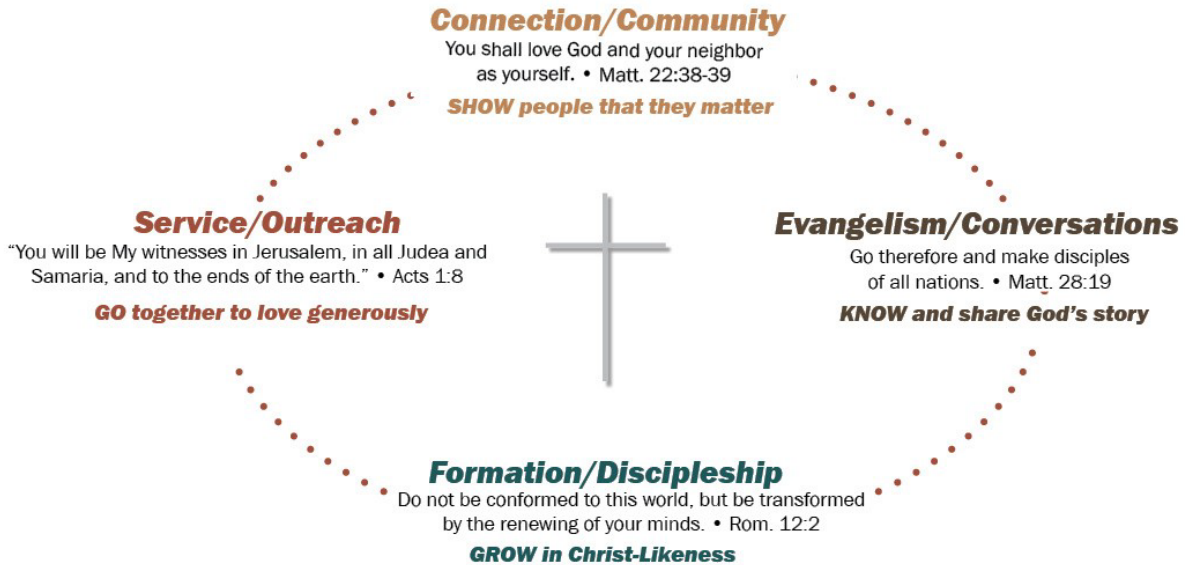 Connection/Community
You shall love God and your neighbor
as yourself. • Matt. 22:38-39
SHOW people that they matter
Service/Outreach
“You will be My witnesses in Jerusalem, in all Judea and
Samaria, and to the ends of the earth.” • Acts 1:8
GO together to love generously
Evangelism/Conversations
Go therefore and make disciples
of all nations. • Matt. 28:19
KNOW and share God’s story
Formation/Discipleship
Do not be conformed to this world, but be transformed
by the renewing of your minds. • Rom. 12:2
GROW in Christ-Likeness